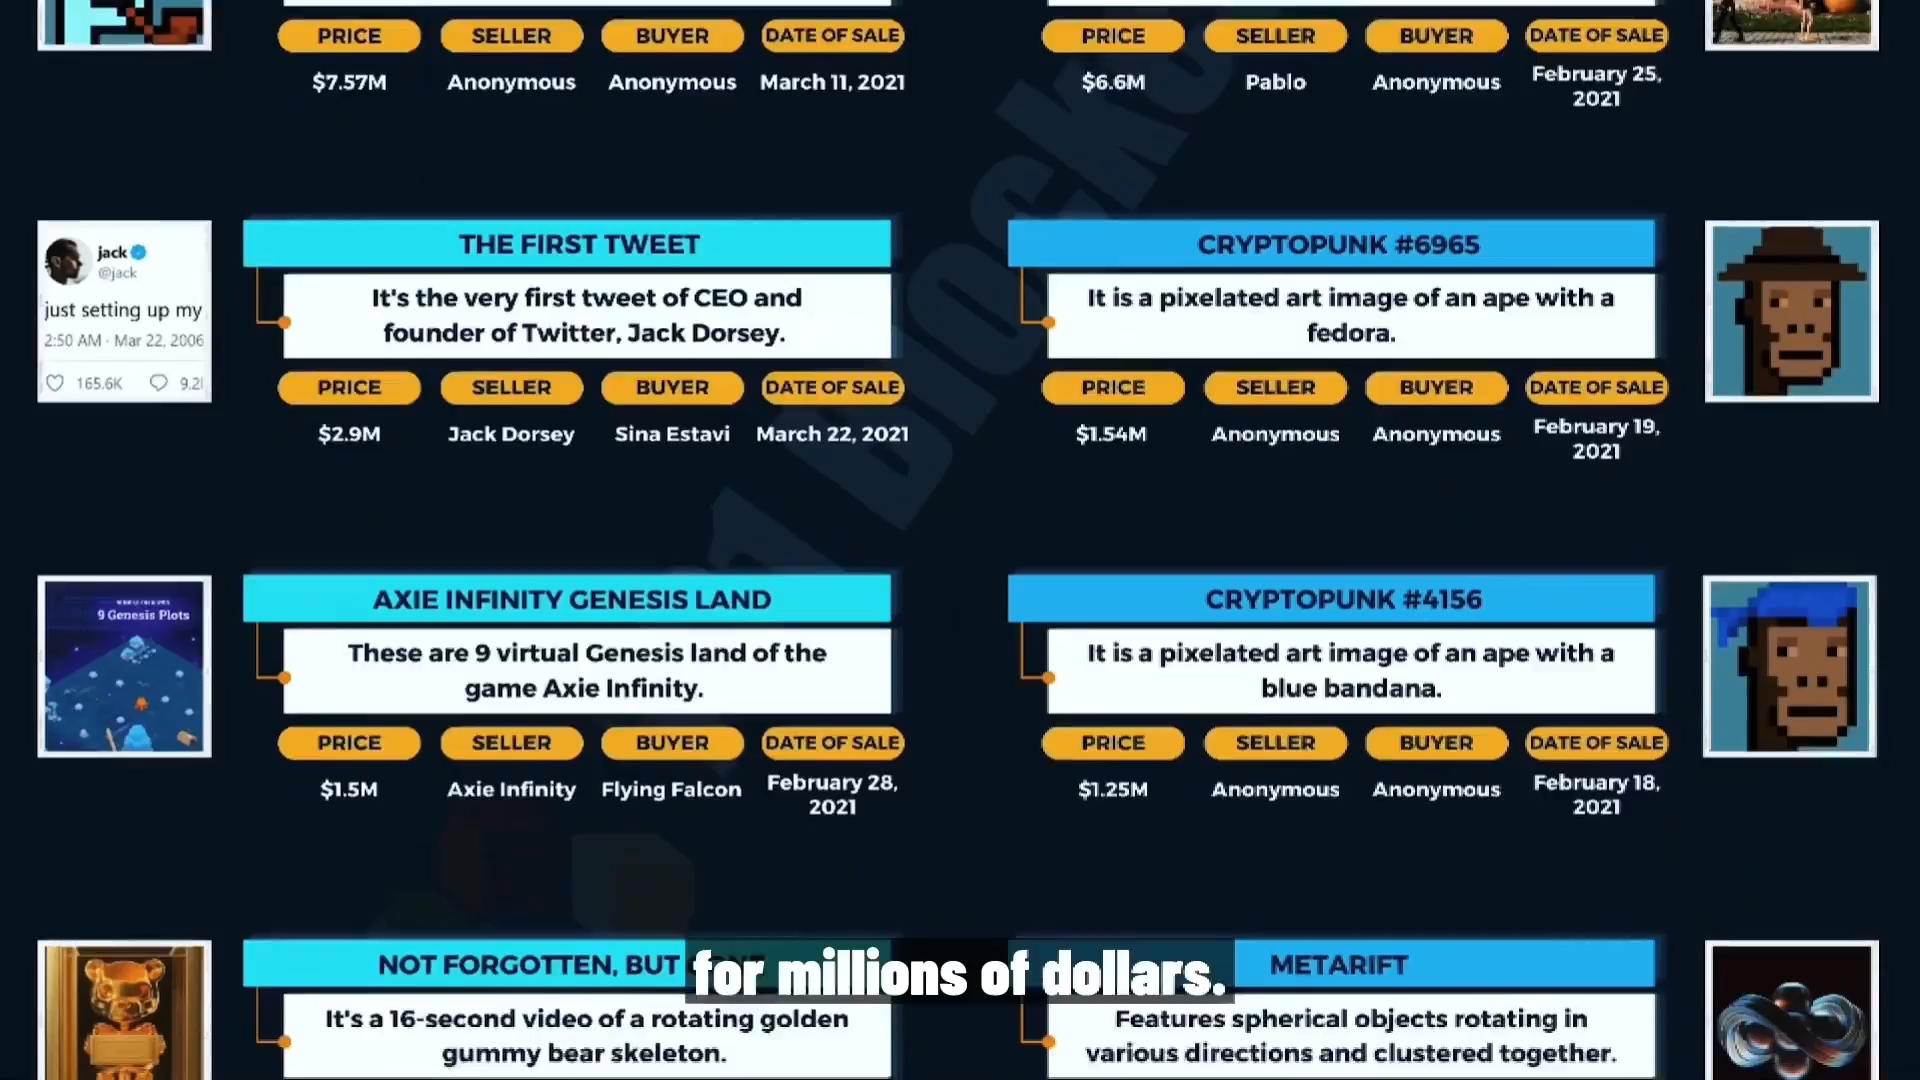 PRICE SELLER BUYER DATE OF SALE
$7.57M Anonymous Anonymous March 11, 2021
PRICE SELLER BUYER DATE OF SALE
$6.6M Pablo Anonymous February 25,
2021
jack
@jack
just setting up my
2:50 AM · Mar 22, 2006
165.6K 9.2
THE FIRST TWEET
It's the very first tweet of CEO and
founder of Twitter, Jack Dorsey.
PRICE SELLER BUYER DATE OF SALE
$2.9M Jack Dorsey Sina Estavi March 22, 2021
CRYPTOPUNK #6965
It is a pixelated art image of an ape with a
fedora.
PRICE SELLER BUYER DATE OF SALE
$1.54M Anonymous Anonymous February 19,
2021
9 Genesis Plots
AXIE INFINITY GENESIS LAND
These are 9 virtual Genesis land of the
game Axie Infinity.
PRICE SELLER BUYER DATE OF SALE
$1.5M Axie Infinity Flying Falcon February 28,
2021
CRYPTOPUNK #4156
It is a pixelated art image of an ape with a
blue bandana.
PRICE SELLER BUYER DATE OF SALE
$1.25M Anonymous Anonymous February 18,
2021
NOT FORGOTTEN, BUT
It's a 16-second video of a rotating golden
gummy bear skeleton.
METARIFT
Features spherical objects rotating in
various directions and clustered together.
for millions of dollars.